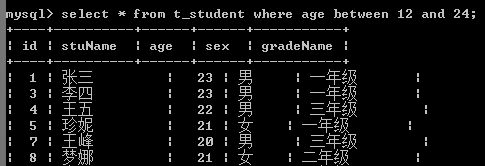 mysql> select * from t_student where age between 12 and 24;
+----+---------+------+------+-----------+
| id | stuName | age | sex | gradeName |
+----+---------+------+------+-----------+
| 1 | 张三 | 23 | 男 | 一年级 |
| 3 | 李四 | 23 | 男 | 一年级 |
| 4 | 王五 | 22 | 男 | 三年级 |
| 5 | 珍妮 | 21 | 女 | 一年级 |
| 7 | 王峰 | 20 | 男 | 三年级 |
| 8 | 梦娜 | 21 | 女 | 二年级 |